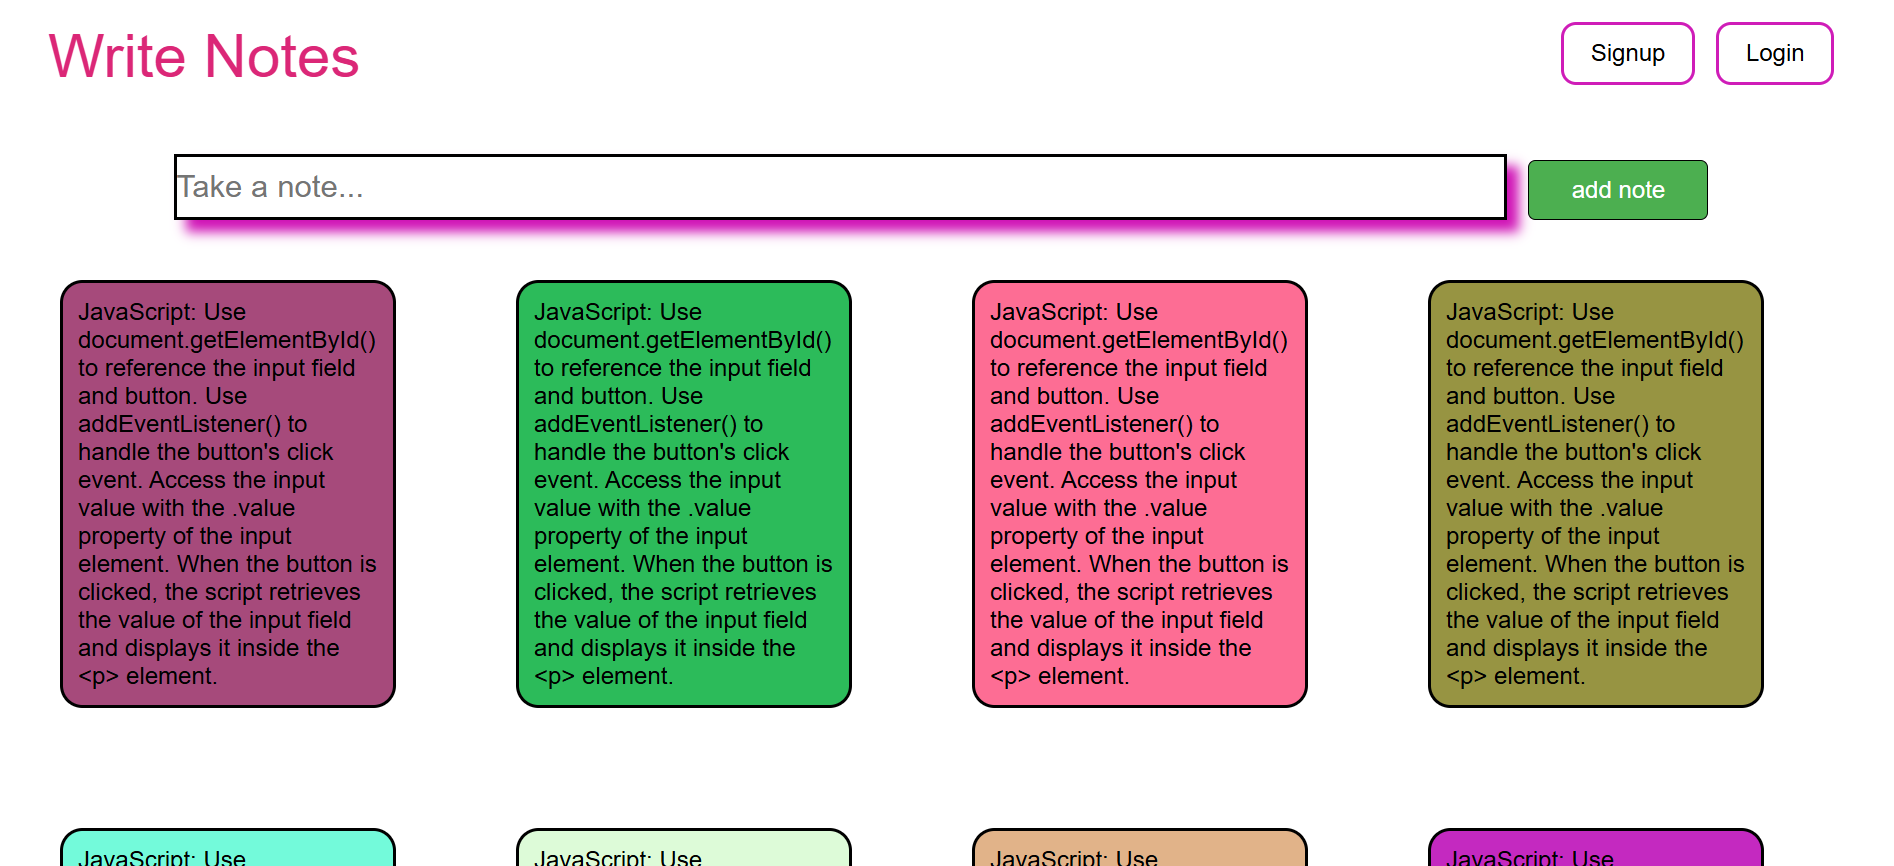 Write Notes
Signup
Login
Take a note...
add note
JavaScript: Use
document.getElementById()
to reference the input field
and button. Use
addEventListener() to
handle the button's click
event. Access the input
value with the .value
property of the input
element. When the button is
clicked, the script retrieves
the value of the input field
and displays it inside the
<p> element.
JavaScript: Use
document.getElementById()
to reference the input field
and button. Use
addEventListener() to
handle the button's click
event. Access the input
value with the .value
property of the input
element. When the button is
clicked, the script retrieves
the value of the input field
and displays it inside the
<p> element.
JavaScript: Use
document.getElementById()
to reference the input field
and button. Use
addEventListener() to
handle the button's click
event. Access the input
value with the .value
property of the input
element. When the button is
clicked, the script retrieves
the value of the input field
and displays it inside the
<p> element.
JavaScript: Use
document.getElementById()
to reference the input field
and button. Use
addEventListener() to
handle the button's click
event. Access the input
value with the .value
property of the input
element. When the button is
clicked, the script retrieves
the value of the input field
and displays it inside the
<p> element.
JavaScript: Use
JavaScript: Use
JavaScript: Use
JavaScript: Use